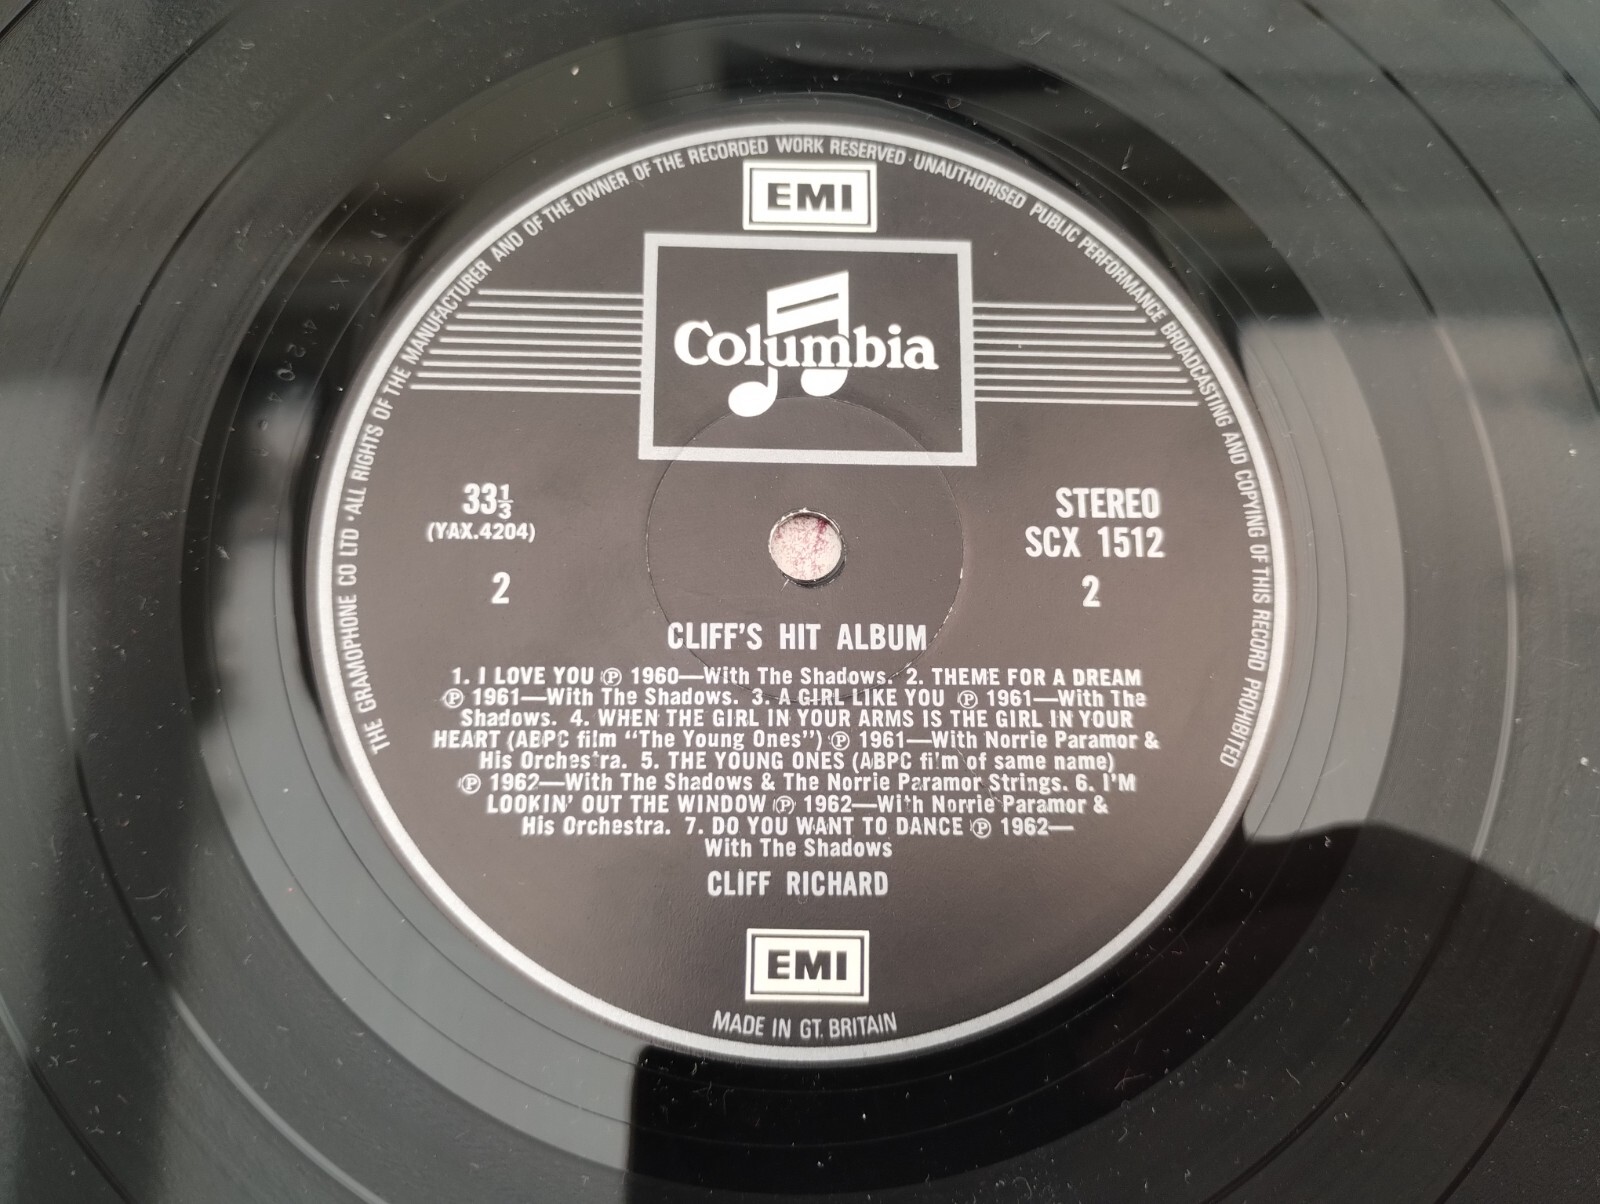 THE GRAMOPHONE CO LTD · ALL RIGHTS OF THE MANUFACTURER AND OF THE OWNER OF THE RECORDED WORK RESERVED · UNAUTHORISED PUBLIC PERFORMANCE BROADCASTING AND COPYING OF THIS RECORD PROHIBITED
EMI
Columbia
33⅓
(YAX.4204)
2
STEREO
SCX 1512
2
CLIFF'S HIT ALBUM
1. I LOVE YOU ℗ 1960—With The Shadows. 2. THEME FOR A DREAM
℗ 1961—With The Shadows. 3. A GIRL LIKE YOU ℗ 1961—With The
Shadows. 4. WHEN THE GIRL IN YOUR ARMS IS THE GIRL IN YOUR
HEART (ABPC film "The Young Ones") ℗ 1961—With Norrie Paramor &
His Orchestra. 5. THE YOUNG ONES (ABPC film of same name)
℗ 1962—With The Shadows & The Norrie Paramor Strings. 6. I'M
LOOKIN' OUT THE WINDOW ℗ 1962—With Norrie Paramor &
His Orchestra. 7. DO YOU WANT TO DANCE ℗ 1962—
With The Shadows
CLIFF RICHARD
EMI
MADE IN GT. BRITAIN